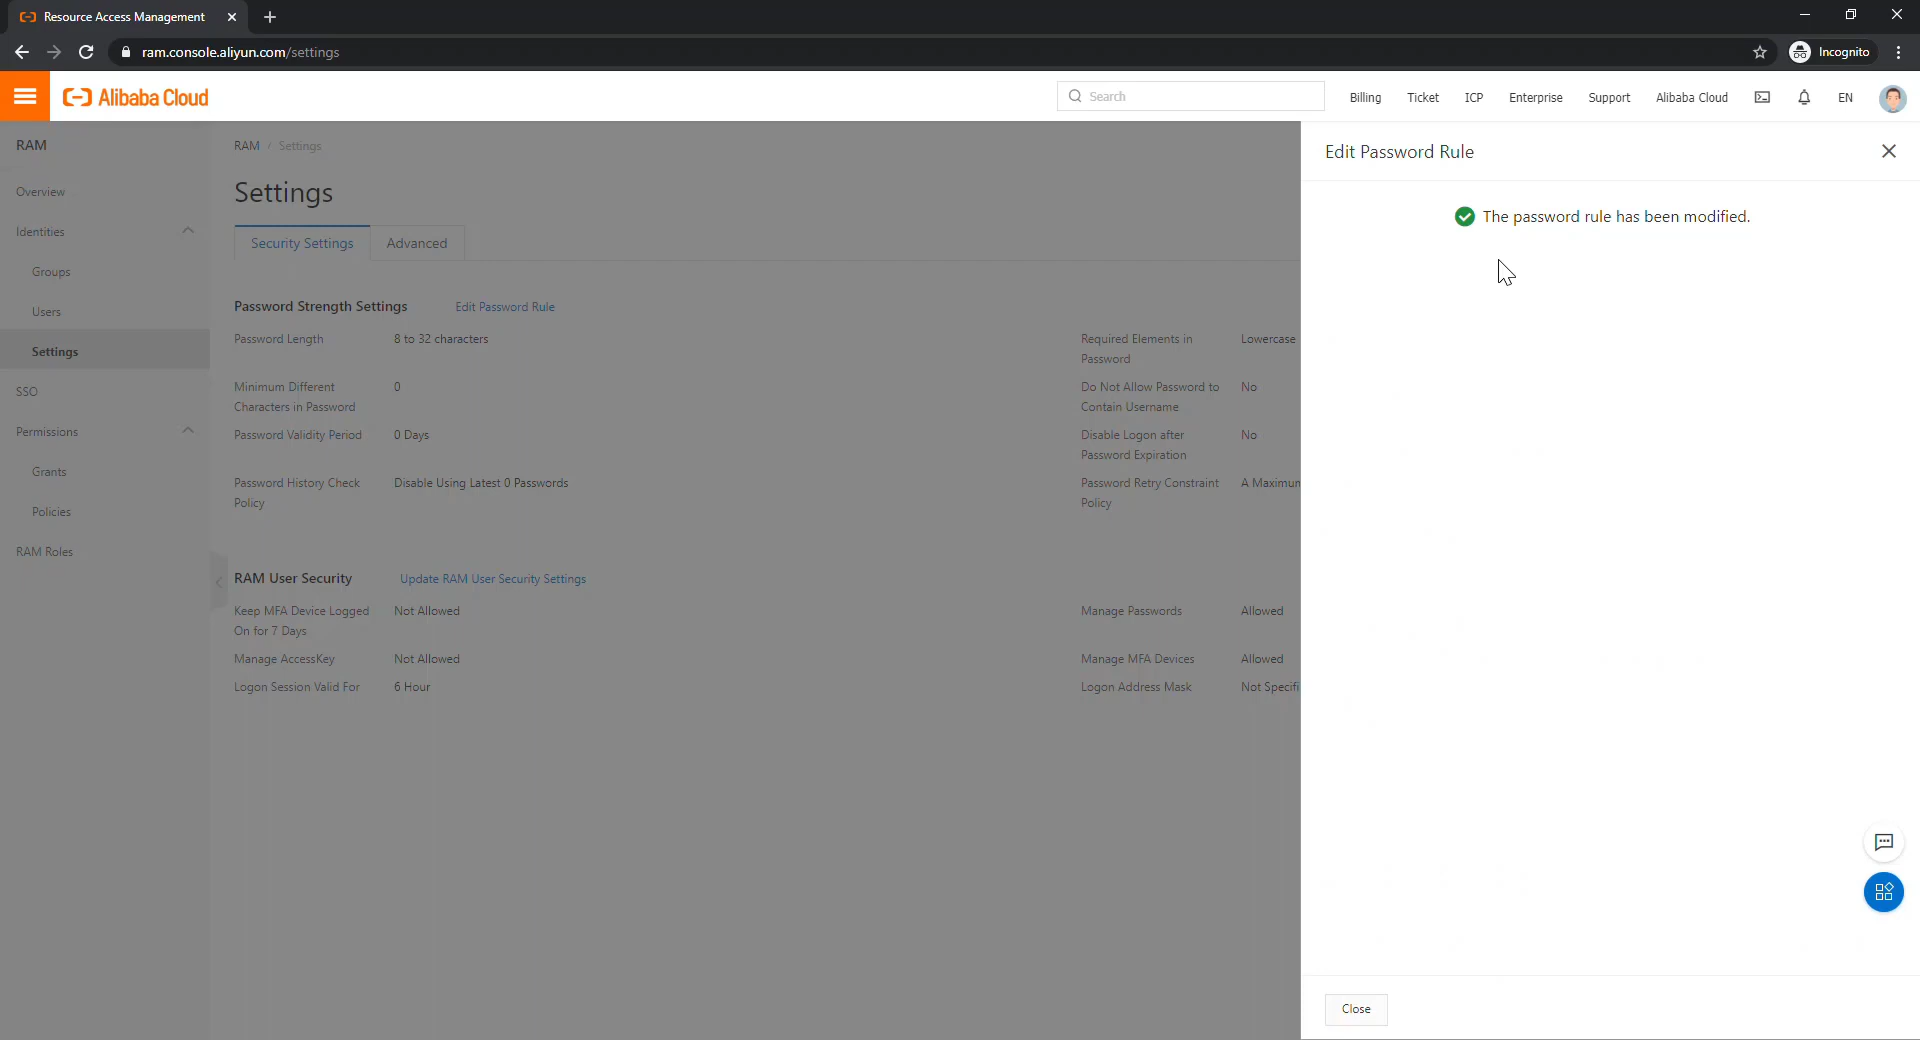 Resource Access Management
ram.console.aliyun.com/settings
Incognito
Alibaba Cloud
Search
Billing
Ticket
ICP
Enterprise
Support
Alibaba Cloud
EN
RAM
Overview
Identities
Groups
Users
Settings
SSO
Permissions
Grants
Policies
RAM Roles
RAM / Settings
Settings
Security Settings
Advanced
Password Strength Settings
Edit Password Rule
Password Length
8 to 32 characters
Required Elements in
Password
Lowercase
Minimum Different
Characters in Password
0
Do Not Allow Password to
Contain Username
No
Password Validity Period
0 Days
Disable Logon after
Password Expiration
No
Password History Check
Policy
Disable Using Latest 0 Passwords
Password Retry Constraint
Policy
A Maximum
RAM User Security
Update RAM User Security Settings
Keep MFA Device Logged
On for 7 Days
Not Allowed
Manage Passwords
Allowed
Manage AccessKey
Not Allowed
Manage MFA Devices
Allowed
Logon Session Valid For
6 Hour
Logon Address Mask
Not Specifi
Edit Password Rule
The password rule has been modified.
Close